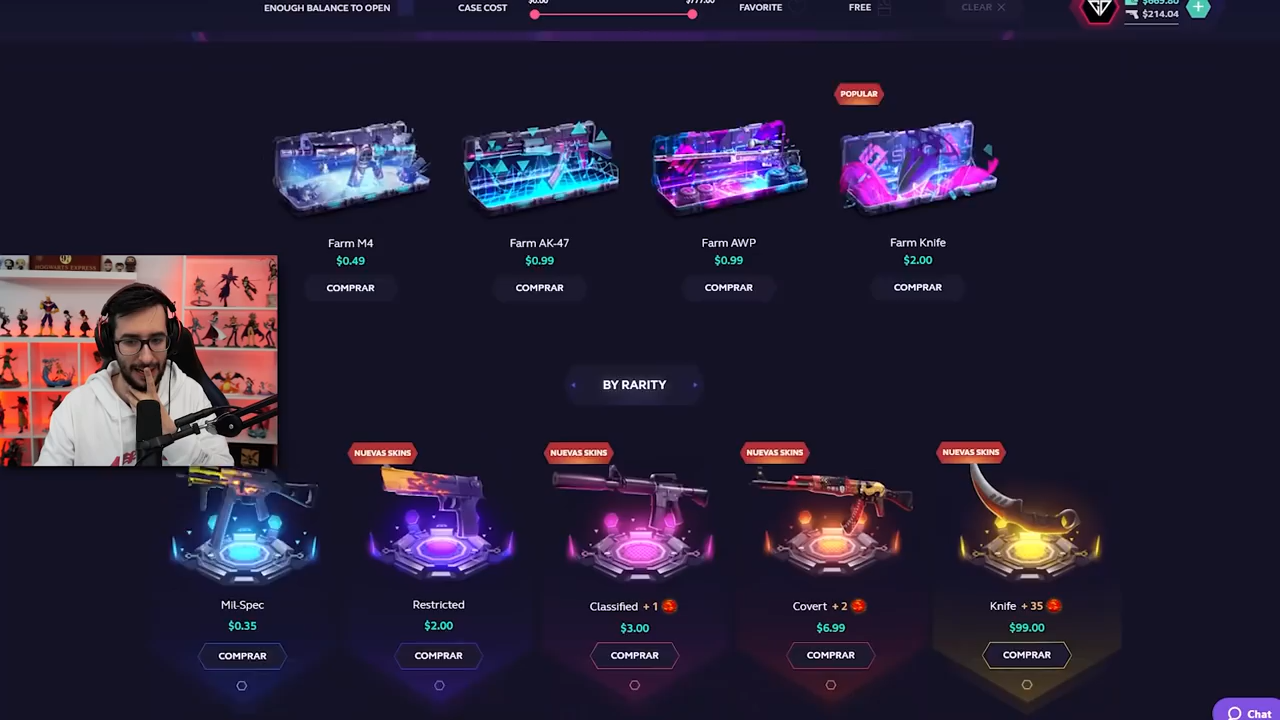 ENOUGH BALANCE TO OPEN
CASE COST
FAVORITE
FREE
CLEAR X
$214.04
POPULAR
Farm M4
Farm AK-47
Farm AWP
Farm Knife
$0.49
$0.99
$0.99
$2.00
COMPRAR
COMPRAR
COMPRAR
COMPRAR
HOGWARTS EXPRESS
BY RARITY
NUEVAS SKINS
NUEVAS SKINS
NUEVAS SKINS
NUEVAS SKINS
Mil-Spec
Restricted
Classified + 1
Covert + 2
Knife + 35
$0.35
$2.00
$3.00
$6.99
$99.00
COMPRAR
COMPRAR
COMPRAR
COMPRAR
COMPRAR
Chat